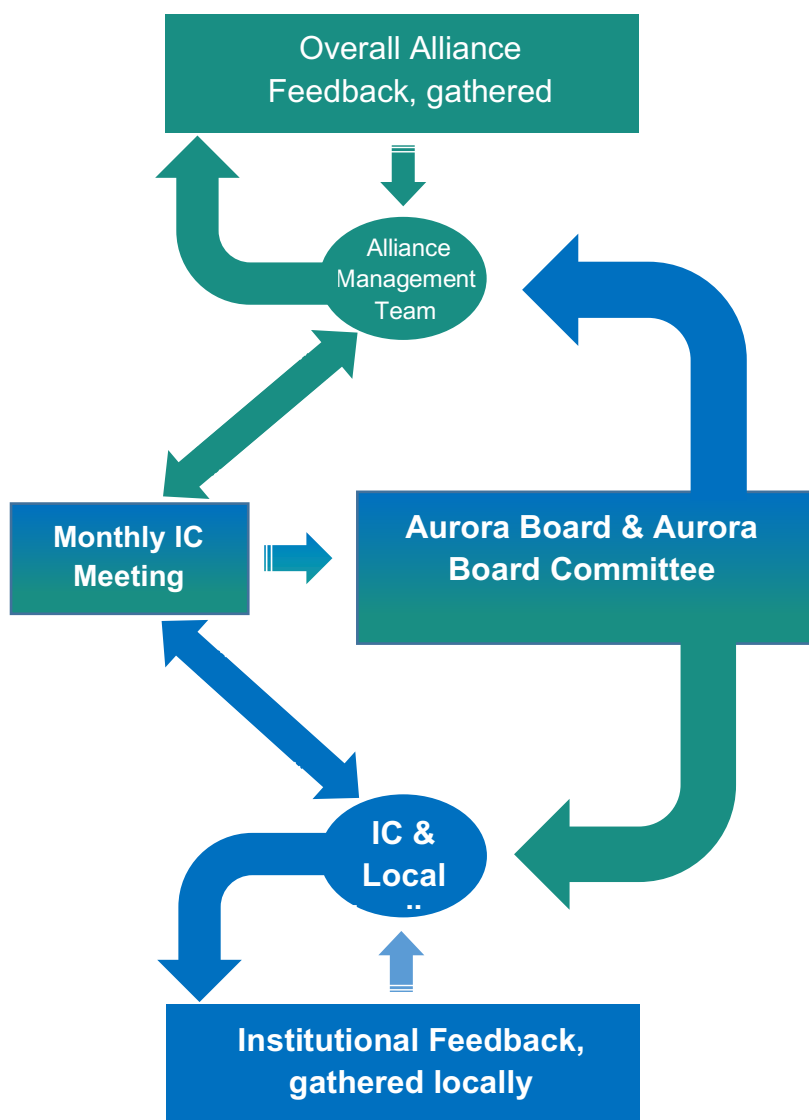 Overall Alliance
Feedback, gathered
Alliance
Management
Team
Monthly IC
Meeting
Aurora Board & Aurora
Board Committee
IC &
Local
Institutional Feedback,
gathered locally